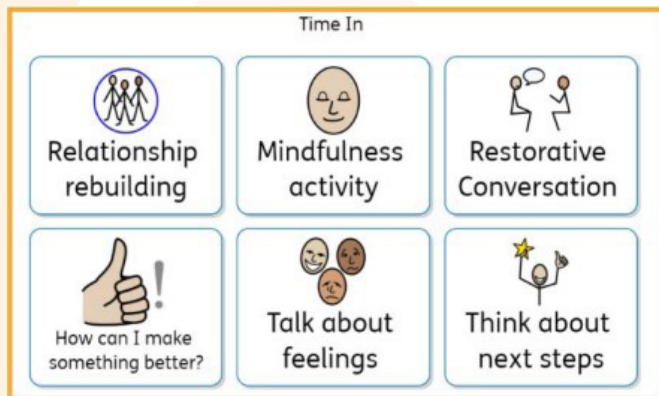 Time In
Relationship
rebuilding
Mindfulness
activity
Restorative
Conversation
How can I make
something better?
Talk about
feelings
Think about
next steps